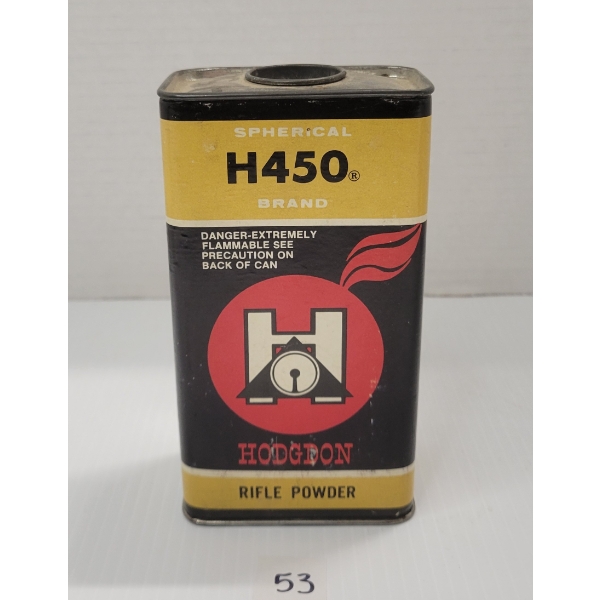 SPHERICAL
H450®
BRAND
DANGER-EXTREMELY
FLAMMABLE SEE
PRECAUTION ON
BACK OF CAN
H
HODGDON
RIFLE POWDER
53